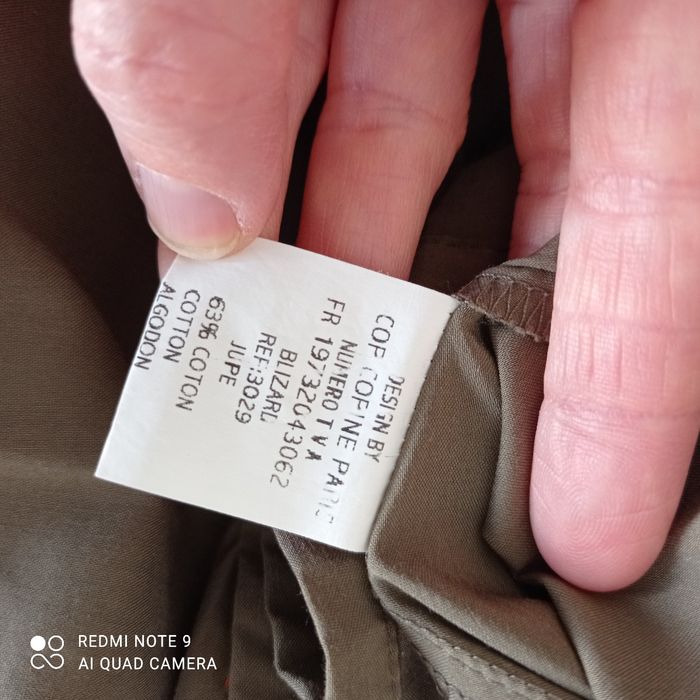 DESIGN BY
COP COPINE PARIS
NUMERO T V A
FR 19732043062
BLIZARD
REF:3029
JUPE
63% COTON
COTTON
ALGODON
REDMI NOTE 9
AI QUAD CAMERA